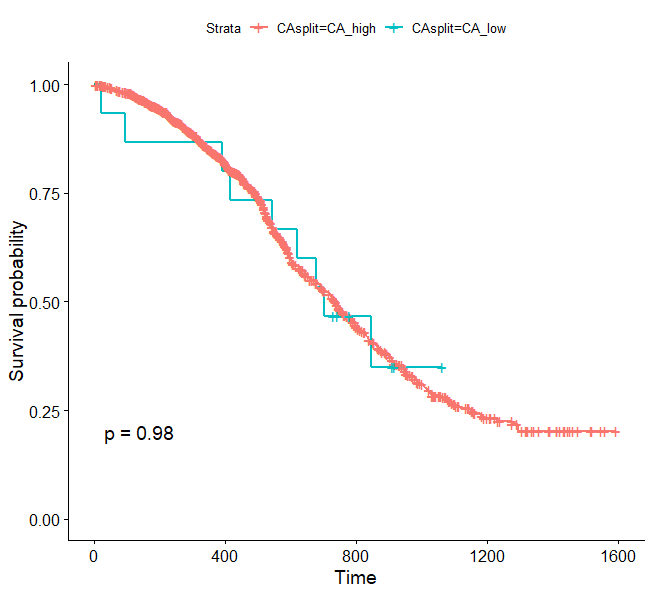 Strata CAsplit=CA_high CAsplit=CA_low
Survival probability
1.00
0.75
0.50
0.25
0.00
p = 0.98
0 400 800 1200 1600
Time